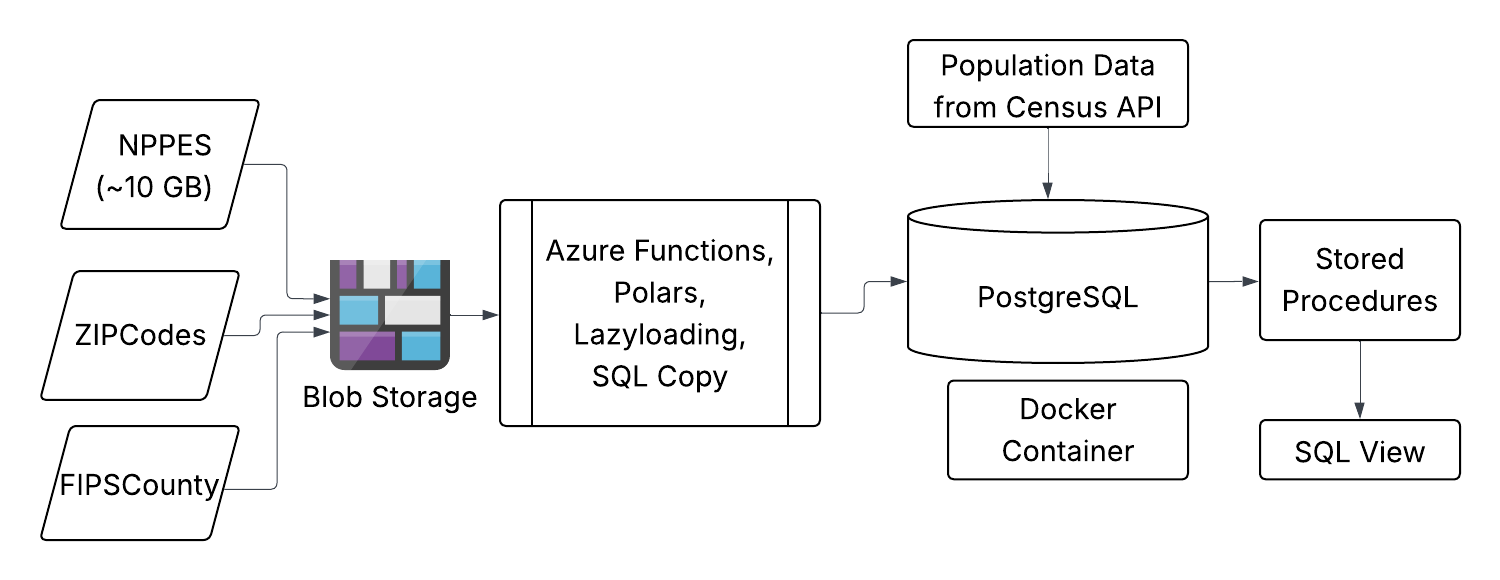 Population Data
from Census API
NPPES
(~10 GB)
ZIPCodes
FIPSCounty
Blob Storage
Azure Functions,
Polars,
Lazyloading,
SQL Copy
PostgreSQL
Docker
Container
Stored
Procedures
SQL View